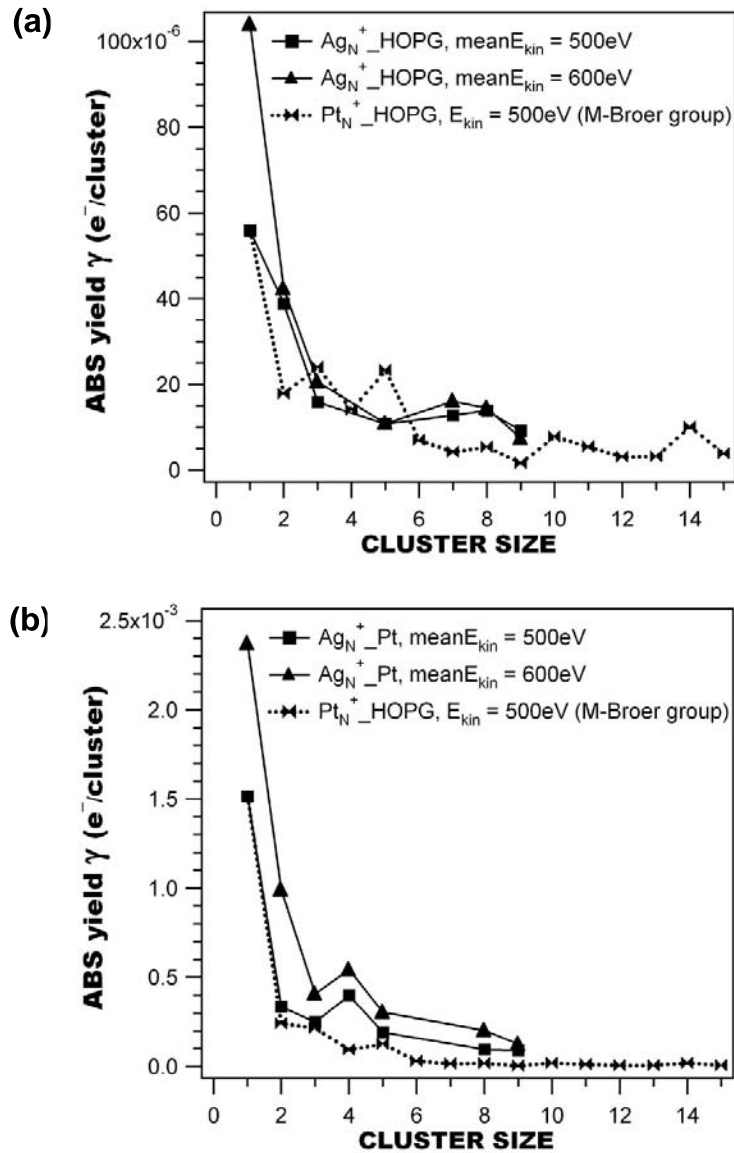 (a)
100x10⁻⁶
80
60
40
20
0
ABS yield γ (e⁻/cluster)
Ag_N⁺_HOPG, meanE_kin = 500eV
Ag_N⁺_HOPG, meanE_kin = 600eV
Pt_N⁺_HOPG, E_kin = 500eV (M-Broer group)
0 2 4 6 8 10 12 14
CLUSTER SIZE
(b)
2.5x10⁻³
2.0
1.5
1.0
0.5
0.0
ABS yield γ (e⁻/cluster)
Ag_N⁺_Pt, meanE_kin = 500eV
Ag_N⁺_Pt, meanE_kin = 600eV
Pt_N⁺_HOPG, E_kin = 500eV (M-Broer group)
0 2 4 6 8 10 12 14
CLUSTER SIZE